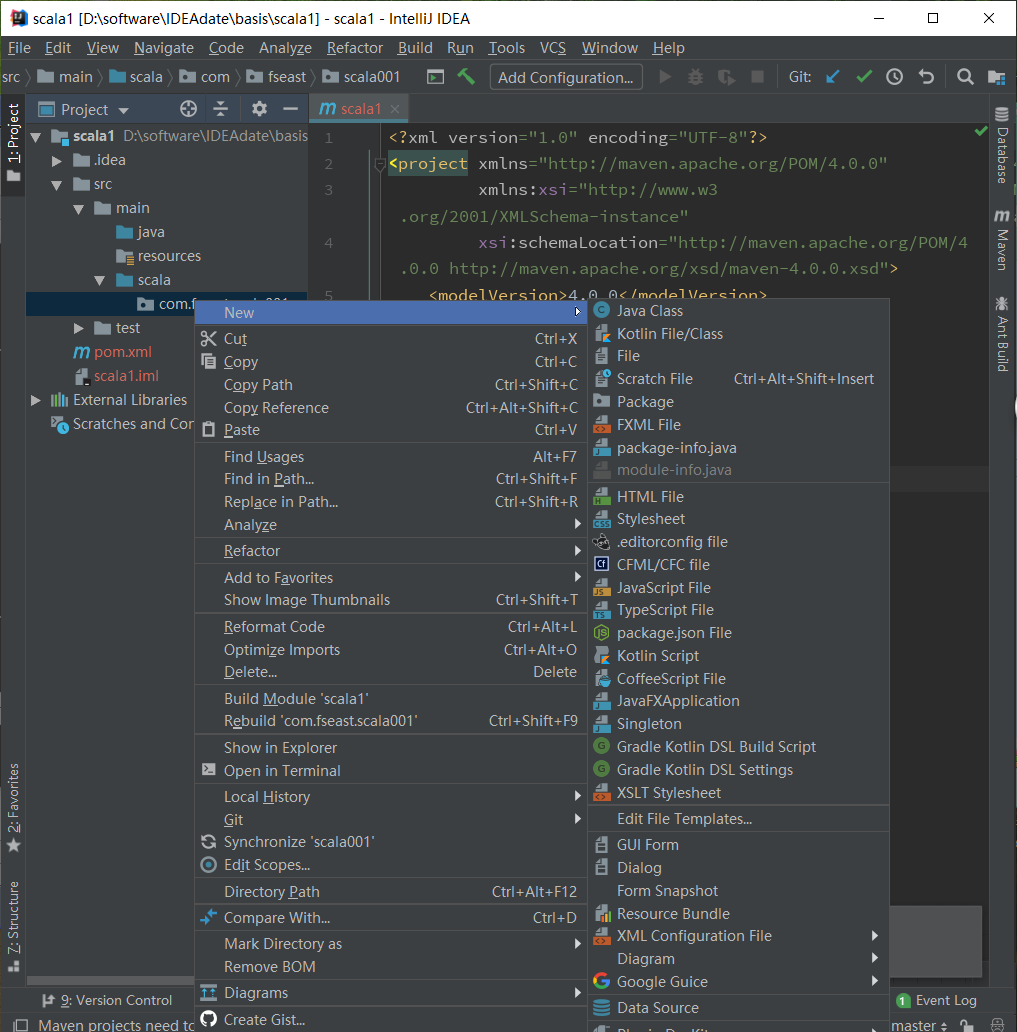 scala1 [D:\software\IDEAdate\basis\scala1] - scala1 - IntelliJ IDEA
File Edit View Navigate Code Analyze Refactor Build Run Tools VCS Window Help
src main scala com fseast scala001 Add Configuration... Git:
1: Project
Project
m scala1
scala1 D:\software\IDEAdate\basis
.idea
src
main
java
resources
scala
test
m pom.xml
scala1.iml
External Libraries
Scratches and Con
1 <?xml version="1.0" encoding="UTF-8"?>
2 <project xmlns="http://maven.apache.org/POM/4.0.0"
3 xmlns:xsi="http://www.w3
.org/2001/XMLSchema-instance"
4 xsi:schemaLocation="http://maven.apache.org/POM/4
.0.0 http://maven.apache.org/xsd/maven-4.0.0.xsd">
5 <modelVersion>4.0.0</modelVersion>
Database
m Maven
Ant Build
New
Cut Ctrl+X
Copy Ctrl+C
Copy Path Ctrl+Shift+C
Copy Reference Ctrl+Alt+Shift+C
Paste Ctrl+V
Find Usages Alt+F7
Find in Path... Ctrl+Shift+F
Replace in Path... Ctrl+Shift+R
Analyze
Refactor
Add to Favorites
Show Image Thumbnails Ctrl+Shift+T
Reformat Code Ctrl+Alt+L
Optimize Imports Ctrl+Alt+O
Delete... Delete
Build Module 'scala1'
Rebuild 'com.fseast.scala001' Ctrl+Shift+F9
Show in Explorer
Open in Terminal
Local History
Git
Synchronize 'scala001'
Edit Scopes...
Directory Path Ctrl+Alt+F12
Compare With... Ctrl+D
Mark Directory as
Remove BOM
Diagrams
Create Gist...
C Java Class
Kotlin File/Class
File
Scratch File Ctrl+Alt+Shift+Insert
Package
FXML File
package-info.java
module-info.java
H HTML File
CSS Stylesheet
.editorconfig file
Cf CFML/CFC file
JS JavaScript File
TS TypeScript File
JS package.json File
Kotlin Script
CoffeeScript File
JavaFXApplication
Singleton
G Gradle Kotlin DSL Build Script
G Gradle Kotlin DSL Settings
XSLT Stylesheet
Edit File Templates...
GUI Form
Dialog
Form Snapshot
Resource Bundle
XML Configuration File
Diagram
G Google Guice
Data Source
2: Favorites
7: Structure
9: Version Control
1 Event Log
Maven projects need to
master